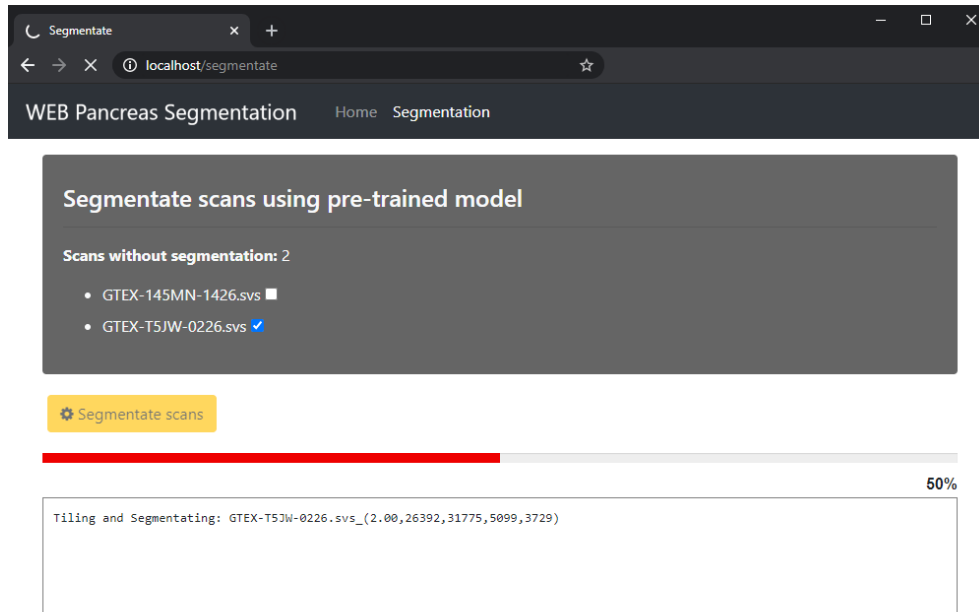 Segmentate
localhost/segmentate
WEB Pancreas Segmentation Home Segmentation
Segmentate scans using pre-trained model
Scans without segmentation: 2
• GTEX-145MN-1426.svs
• GTEX-T5JW-0226.svs
Segmentate scans
50%
Tiling and Segmentating: GTEX-T5JW-0226.svs_(2.00,26392,31775,5099,3729)